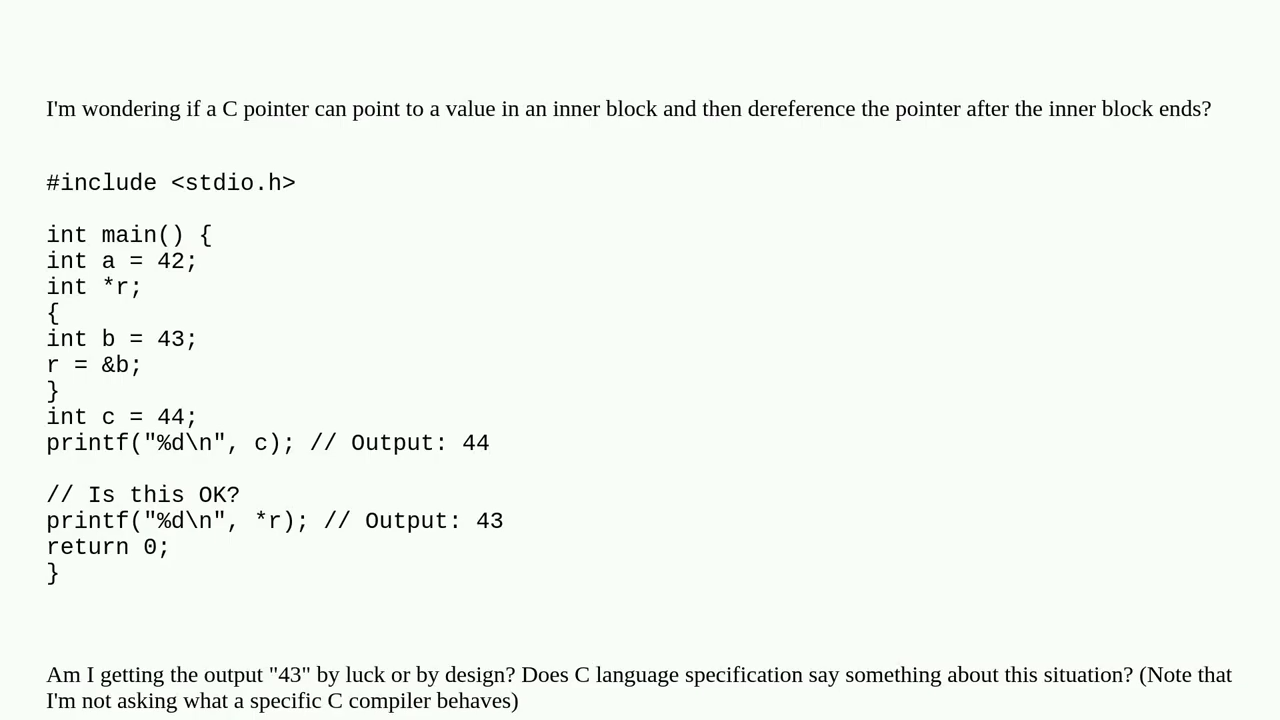 I'm wondering if a C pointer can point to a value in an inner block and then dereference the pointer after the inner block ends?
#include <stdio.h>
int main() {
int a = 42;
int *r;
{
int b = 43;
r = &b;
}
int c = 44;
printf("%d\n", c); // Output: 44
// Is this OK?
printf("%d\n", *r); // Output: 43
return 0;
}
Am I getting the output "43" by luck or by design? Does C language specification say something about this situation? (Note that
I'm not asking what a specific C compiler behaves)